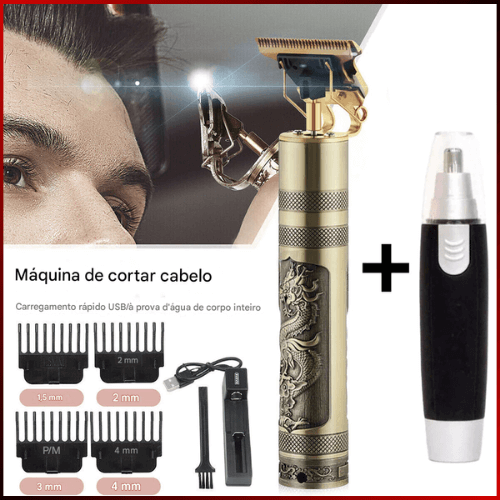 Máquina de cortar cabelo
Carregamento rápido USB/à prova d'água de corpo inteiro
2 mm
1,5 mm
2 mm
P/M
4 mm
3 mm
4 mm